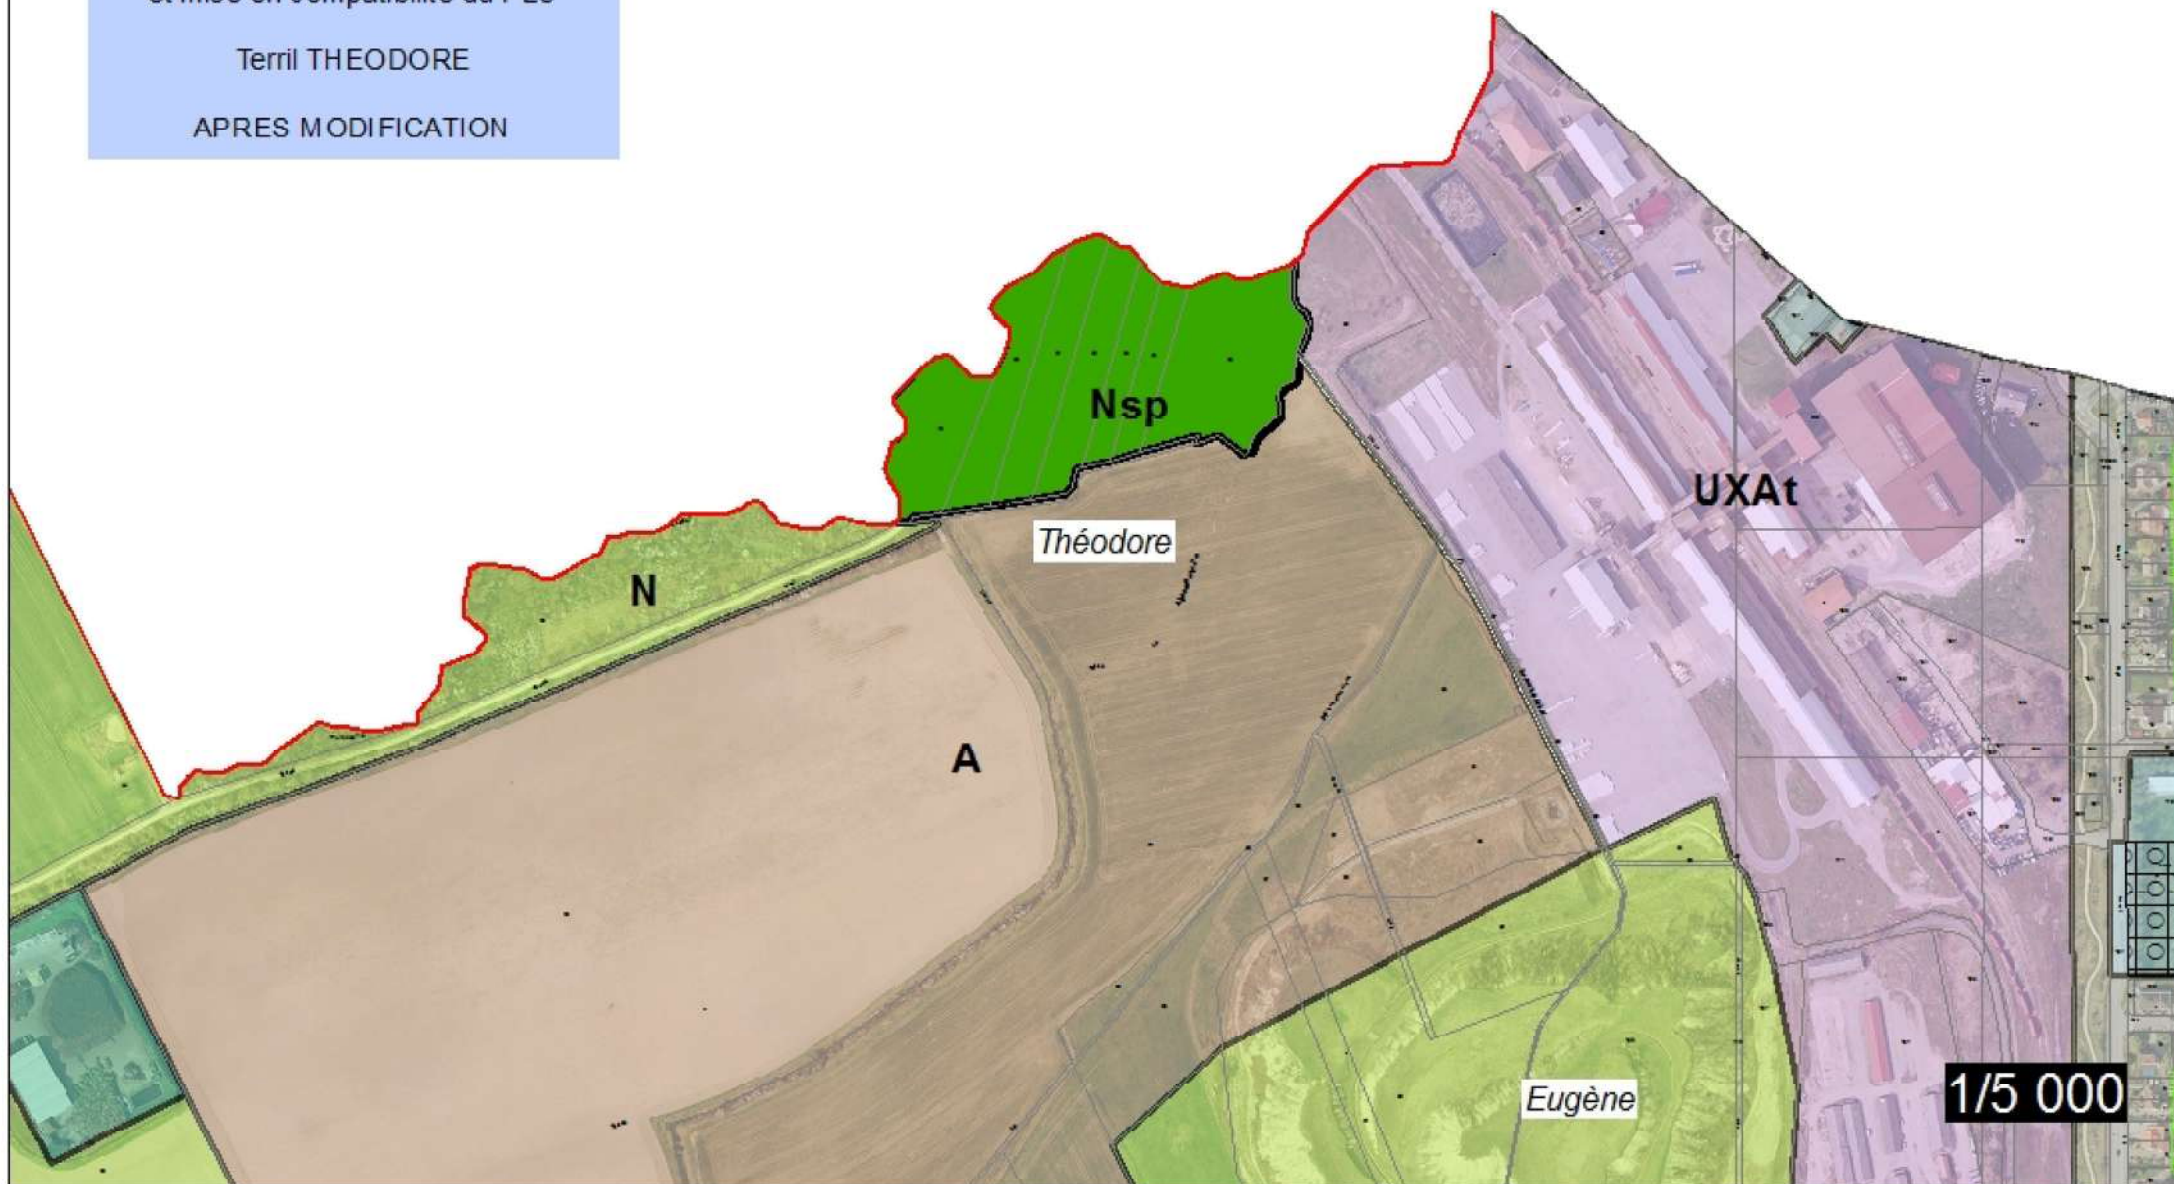 Terril THEODORE
APRES MODIFICATION
Nsp
UXAt
Théodore
N
A
Eugène
1/5 000